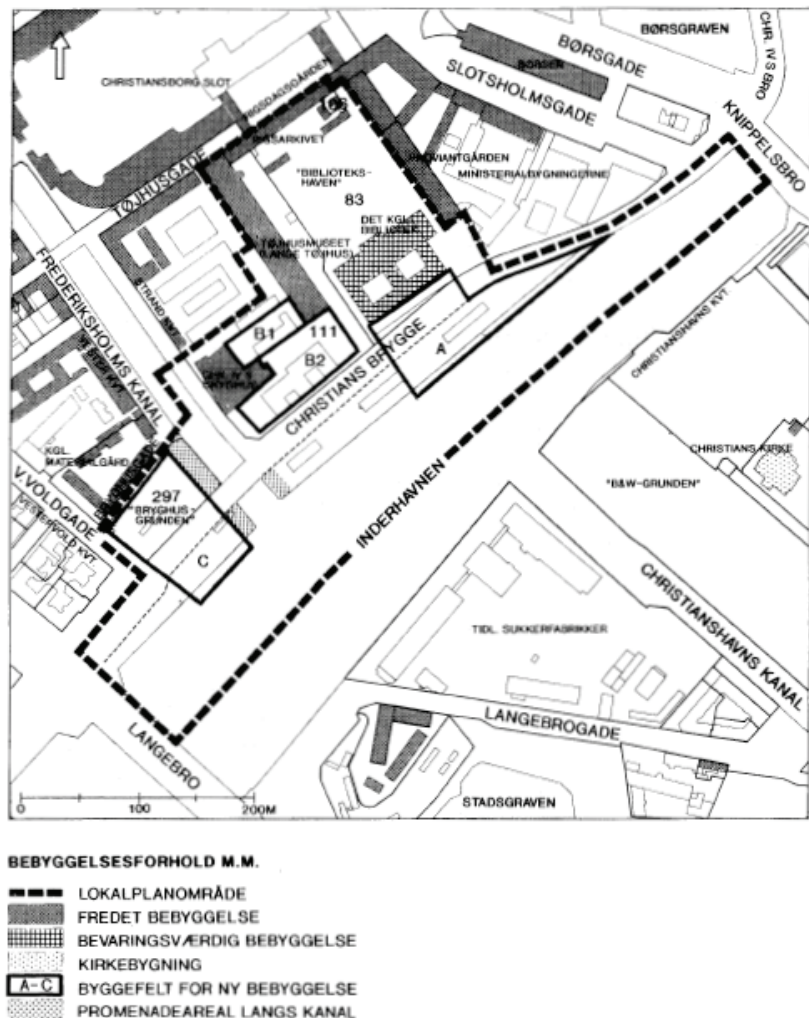 BØRSGRAVEN
CHR. IV S BRO
BØRSGADE
BØRSEN
SLOTSHOLMSGADE
KNIPPELSBRO
CHRISTIANSBORG SLOT
RIGSDAGSGÅRDEN
RIGSARKIVET
PROVIANTGÅRDEN
"BIBLIOTEKS-
HAVEN"
MINISTERIALBYGNINGERNE
TØJHUSGADE
83
DET KGL.
BIBLIOTEK
TØJHUSMUSEET
(LANGE TØJHUS)
FREDERIKSHOLMS KANAL
B1
111
B2
A
CHRISTIANS BRYGGE
CHRISTIANSHAVNS KVT.
KGL.
MATERIALGÅRD
V. VOLDGADE
VESTERVOLD KVT.
297
"BRYGHUS-
GRUNDEN"
C
INDERHAVNEN
CHRISTIANS KIRKE
"B&W-GRUNDEN"
CHRISTIANSHAVNS KANAL
TIDL. SUKKERFABRIKKER
LANGEBROGADE
LANGEBRO
STADSGRAVEN
0 100 200M
BEBYGGELSESFORHOLD M.M.
LOKALPLANOMRÅDE
FREDET BEBYGGELSE
BEVARINGSVÆRDIG BEBYGGELSE
KIRKEBYGNING
A-C BYGGEFELT FOR NY BEBYGGELSE
PROMENADEAREAL LANGS KANAL